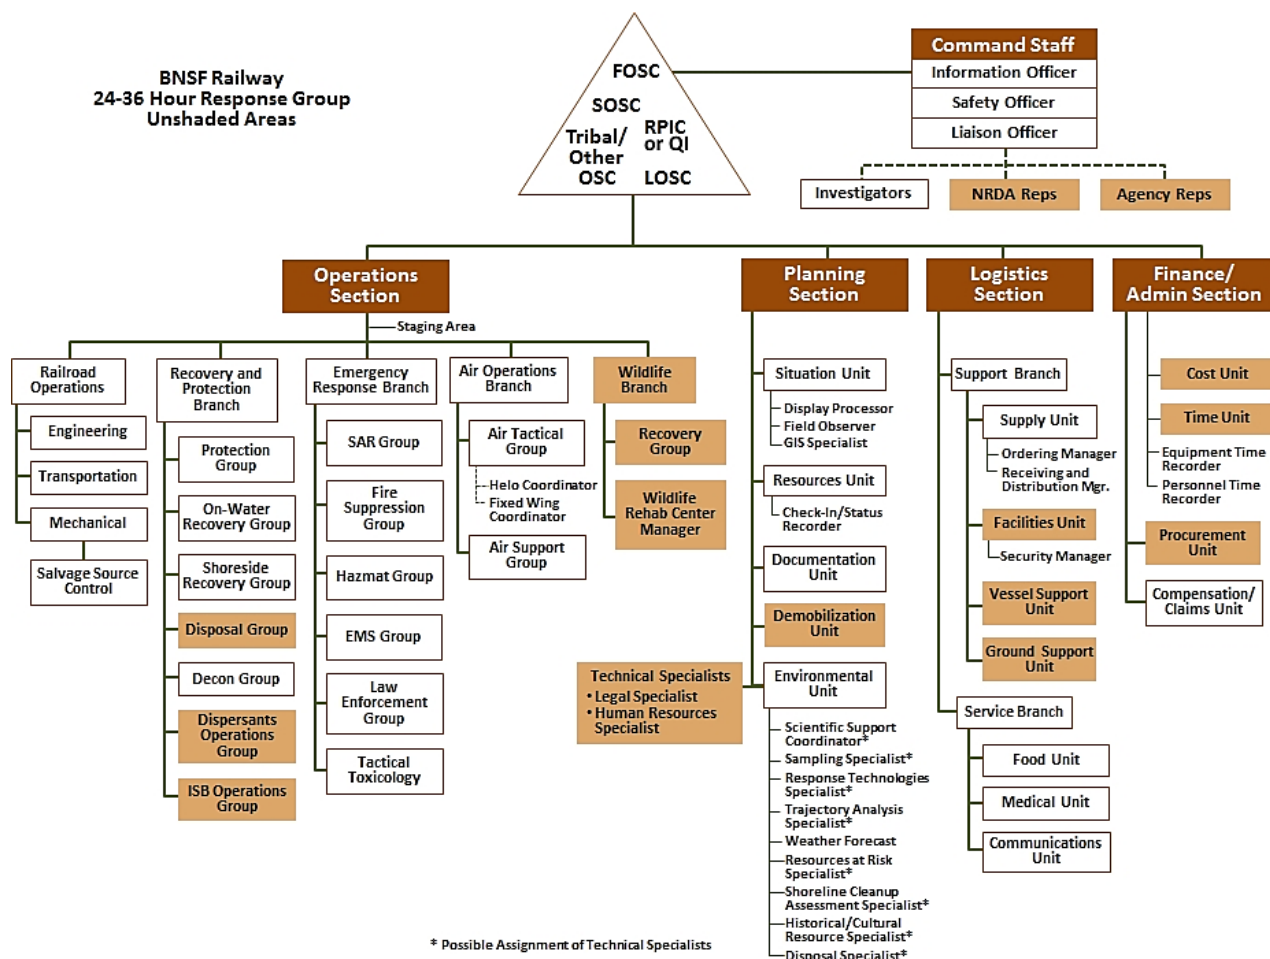 BNSF Railway
24-36 Hour Response Group
Unshaded Areas
FOSC
SOSC
Tribal/
Other
OSC
RPIC
or QI
LOSC
Command Staff
Information Officer
Safety Officer
Liaison Officer
Investigators
NRDA Reps
Agency Reps
Operations
Section
Staging Area
Railroad
Operations
Engineering
Transportation
Mechanical
Salvage Source
Control
Recovery and
Protection
Branch
Protection
Group
On-Water
Recovery Group
Shoreside
Recovery Group
Disposal Group
Decon Group
Dispersants
Operations
Group
ISB Operations
Group
Emergency
Response Branch
SAR Group
Fire
Suppression
Group
Hazmat Group
EMS Group
Law
Enforcement
Group
Tactical
Toxicology
Air Operations
Branch
Air Tactical
Group
Helo Coordinator
Fixed Wing
Coordinator
Air Support
Group
Wildlife
Branch
Recovery
Group
Wildlife
Rehab Center
Manager
Planning
Section
Situation Unit
Display Processor
Field Observer
GIS Specialist
Resources Unit
Check-In/Status
Recorder
Documentation
Unit
Demobilization
Unit
Technical Specialists
• Legal Specialist
• Human Resources
Specialist
Environmental
Unit
Scientific Support
Coordinator*
Sampling Specialist*
Response Technologies
Specialist*
Trajectory Analysis
Specialist*
Weather Forecast
Resources at Risk
Specialist*
Shoreline Cleanup
Assessment Specialist*
Historical/Cultural
Resource Specialist*
Disposal Specialist*
Logistics
Section
Support Branch
Supply Unit
Ordering Manager
Receiving and
Distribution Mgr.
Facilities Unit
Security Manager
Vessel Support
Unit
Ground Support
Unit
Service Branch
Food Unit
Medical Unit
Communications
Unit
Finance/
Admin Section
Cost Unit
Time Unit
Equipment Time
Recorder
Personnel Time
Recorder
Procurement
Unit
Compensation/
Claims Unit
* Possible Assignment of Technical Specialists